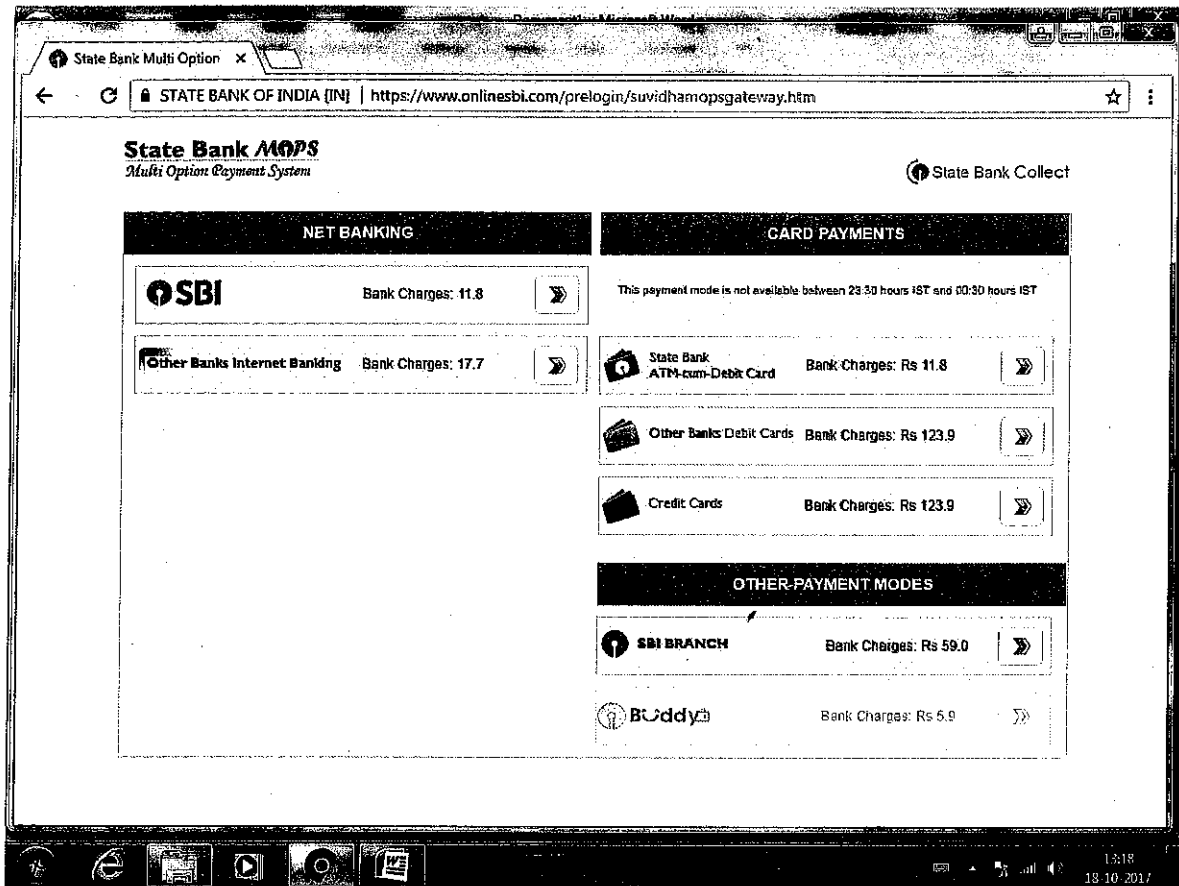 State Bank Multi Option
STATE BANK OF INDIA [IN] | https://www.onlinesbi.com/prelogin/suvidhamopsgateway.htm
State Bank MOPS
Multi Option Payment System
State Bank Collect
NET BANKING
SBI Bank Charges: 11.8
Other Banks Internet Banking Bank Charges: 17.7
CARD PAYMENTS
This payment mode is not available between 23:30 hours IST and 00:30 hours IST
State Bank
ATM-cum-Debit Card Bank Charges: Rs 11.8
Other Banks Debit Cards Bank Charges: Rs 123.9
Credit Cards Bank Charges: Rs 123.9
OTHER PAYMENT MODES
SBI BRANCH Bank Charges: Rs 59.0
Buddy Bank Charges: Rs 5.9
13:18
18-10-2017